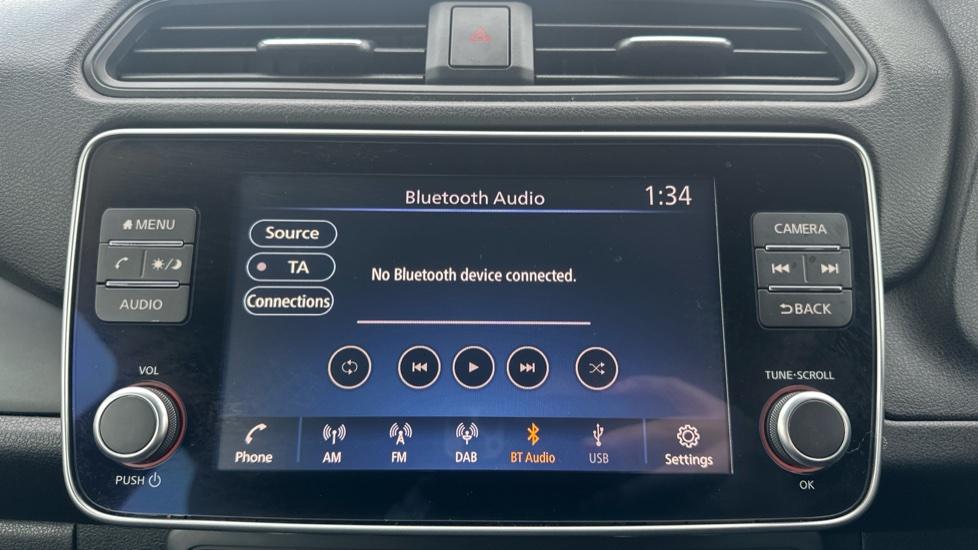 Bluetooth Audio 1:34
MENU
AUDIO
VOL
PUSH
Source
TA
Connections
No Bluetooth device connected.
Phone AM FM DAB BT Audio USB Settings
CAMERA
BACK
TUNE·SCROLL
OK